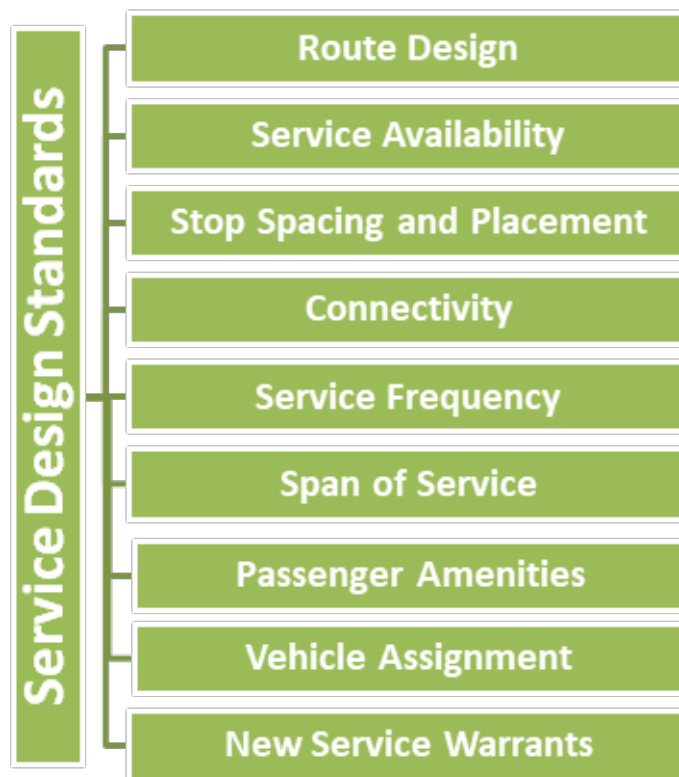 Service Design Standards
Route Design
Service Availability
Stop Spacing and Placement
Connectivity
Service Frequency
Span of Service
Passenger Amenities
Vehicle Assignment
New Service Warrants